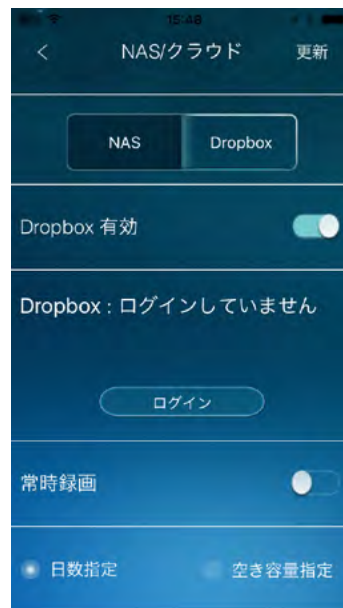 15:48
NAS/クラウド
更新
NAS
Dropbox
Dropbox 有効
Dropbox : ログインしていません
ログイン
常時録画
日数指定
空き容量指定